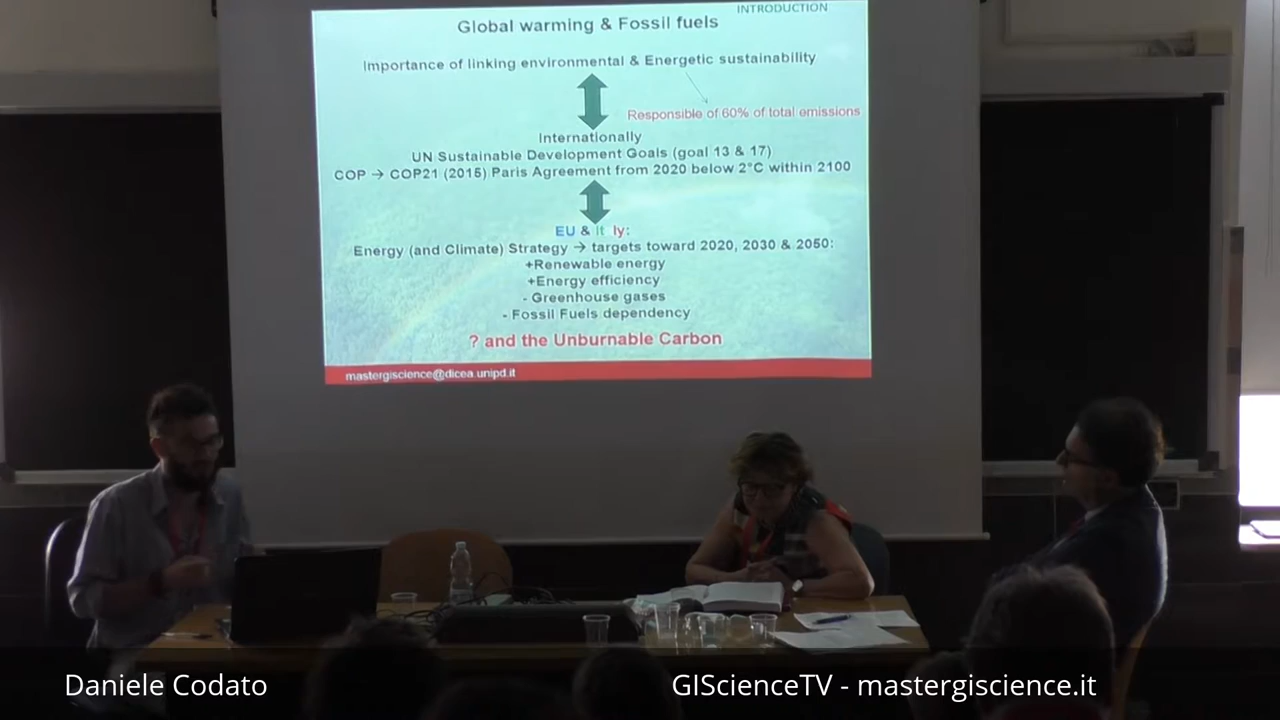 INTRODUCTION
Global warming & Fossil fuels
Importance of linking environmental & Energetic sustainability
Responsible of 60% of total emissions
Internationally
UN Sustainable Development Goals (goal 13 & 17)
COP → COP21 (2015) Paris Agreement from 2020 below 2°C within 2100
EU & It ly:
Energy (and Climate) Strategy → targets toward 2020, 2030 & 2050:
+Renewable energy
+Energy efficiency
- Greenhouse gases
- Fossil Fuels dependency
? and the Unburnable Carbon
mastergiscience@dicea.unipd.it
Daniele Codato
GIScienceTV - mastergiscience.it